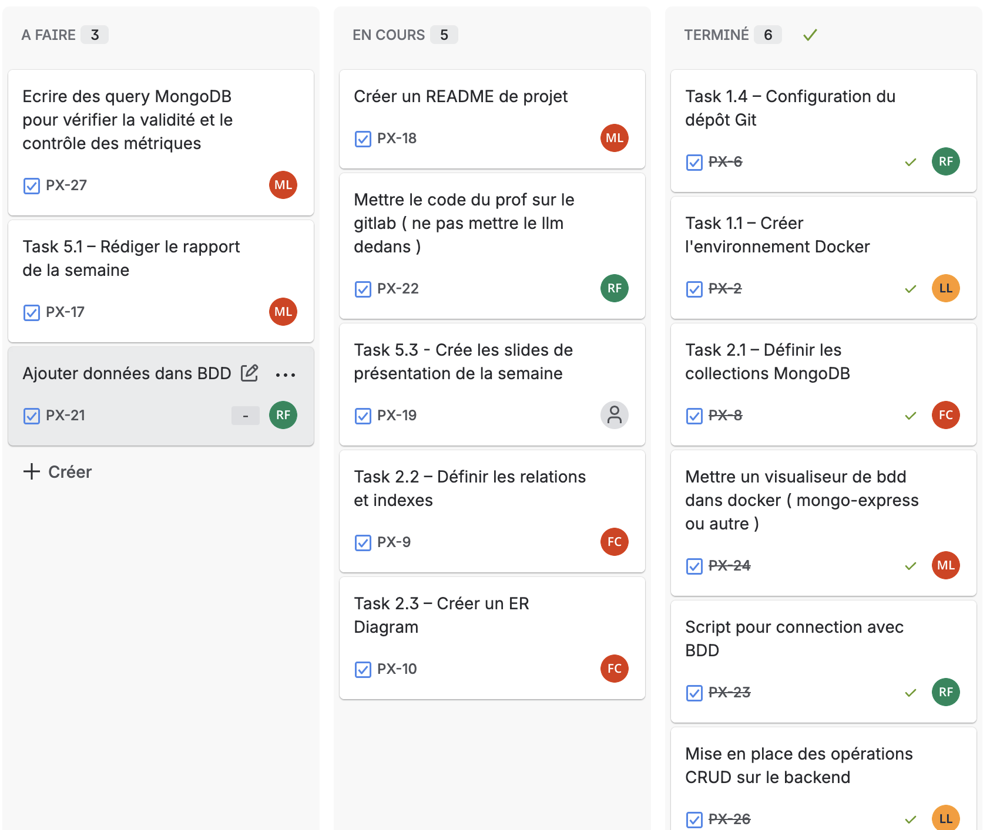 A FAIRE 3
Ecrire des query MongoDB
pour vérifier la validité et le
contrôle des métriques
PX-27 ML
Task 5.1 – Rédiger le rapport
de la semaine
PX-17 ML
Ajouter données dans BDD
PX-21 - RF
Créer
EN COURS 5
Créer un README de projet
PX-18 ML
Mettre le code du prof sur le
gitlab ( ne pas mettre le llm
dedans )
PX-22 RF
Task 5.3 - Crée les slides de
présentation de la semaine
PX-19
Task 2.2 – Définir les relations
et indexes
PX-9 FC
Task 2.3 – Créer un ER
Diagram
PX-10 FC
TERMINÉ 6
Task 1.4 – Configuration du
dépôt Git
PX-6 RF
Task 1.1 – Créer
l'environnement Docker
PX-2 LL
Task 2.1 – Définir les
collections MongoDB
PX-8 FC
Mettre un visualiseur de bdd
dans docker ( mongo-express
ou autre )
PX-24 ML
Script pour connection avec
BDD
PX-23 RF
Mise en place des opérations
CRUD sur le backend
PX-26 LL